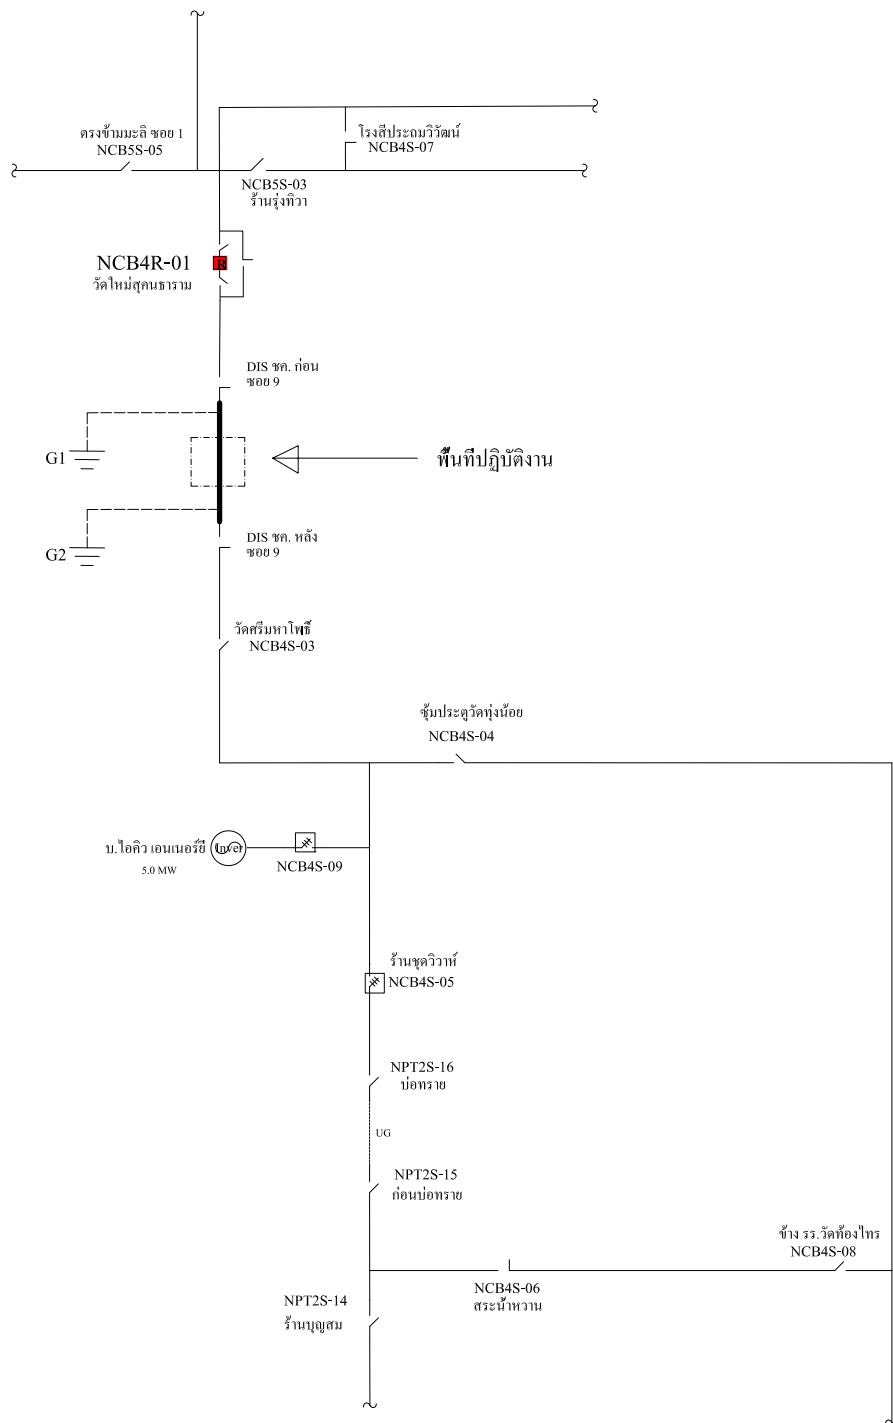 ตรงข้ามมะลิ ซอย 1
NCB5S-05
โรงสีประถมวิวัฒน์
NCB4S-07
NCB5S-03
ร้านรุ่งทิวา
NCB4R-01
R
วัดใหม่สุคนธาราม
DIS ชค. ก่อน
ซอย 9
G1
พื้นที่ปฏิบัติงาน
DIS ชค. หลัง
ซอย 9
G2
วัดศรีมหาโพธิ์
NCB4S-03
ซุ้มประตูวัดทุ่งน้อย
NCB4S-04
บ.ไอคิว เอนเนอร์ยี
5.0 MW
Inver
NCB4S-09
ร้านชุดวิวาห์
NCB4S-05
NPT2S-16
บ่อทราย
UG
NPT2S-15
ก่อนบ่อทราย
ข้าง รร.วัดท้องไทร
NCB4S-08
NCB4S-06
สระน้ำหวาน
NPT2S-14
ร้านบุญสม